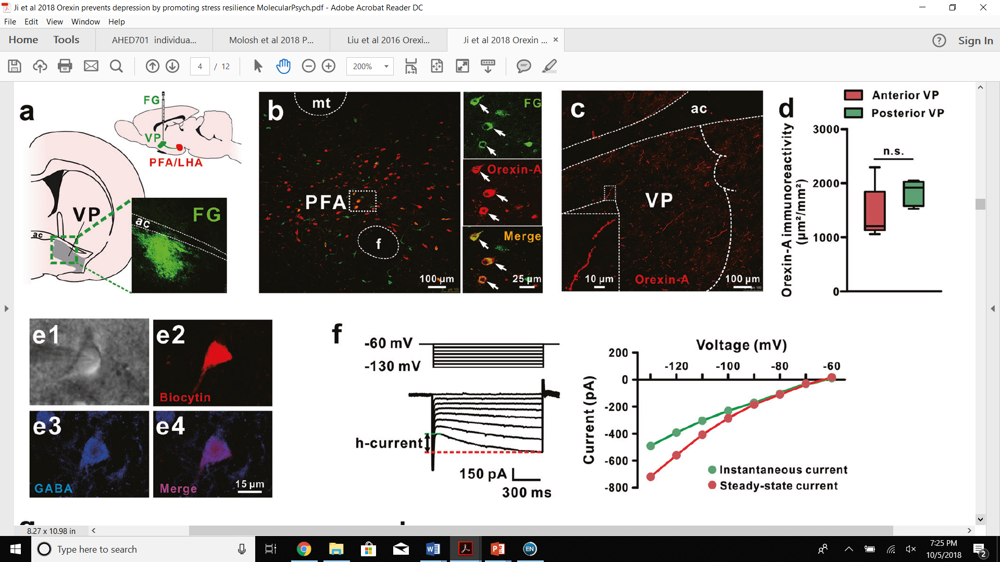 Ji et al 2018 Orexin prevents depression by promoting stress resilience MolecularPsych.pdf - Adobe Acrobat Reader DC
File Edit View Window Help
Home Tools AHED701 individua... Molosh et al 2018 P... Liu et al 2016 Orexi... Ji et al 2018 Orexin ... × ? Sign In
4 / 12 200%
a
FG
VP
PFA/LHA
VP
ac
FG
ac
b
mt
PFA
f
100 µm
FG
Orexin-A
Merge
25 µm
c
ac
VP
10 µm
Orexin-A
100 µm
d
Anterior VP
Posterior VP
Orexin-A immunoreactivity
(µm²/mm²)
3000
2000
1000
0
n.s.
e1
e2
Biocytin
e3
GABA
e4
Merge
15 µm
f
-60 mV
-130 mV
h-current
150 pA
300 ms
Voltage (mV)
-120 -100 -80 -60
Current (pA)
200
0
-200
-400
-600
-800
Instantaneous current
Steady-state current
8.27 x 10.98 in
Type here to search
EN
7:25 PM
10/5/2018
2